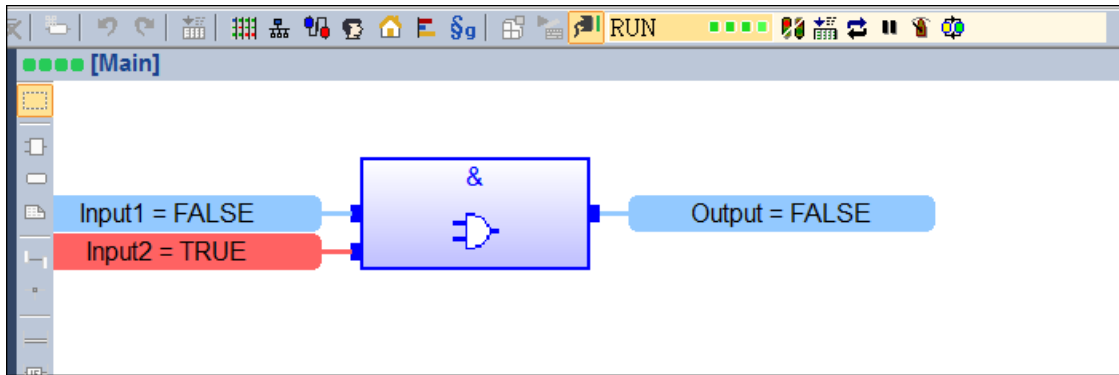 §g RUN
[Main]
&
Input1 = FALSE
Output = FALSE
Input2 = TRUE